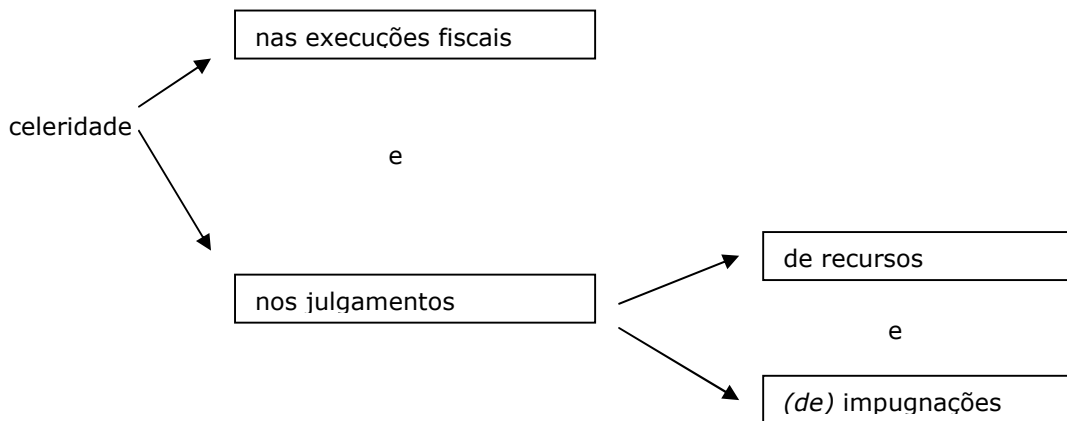 nas execuções fiscais
celeridade
e
nos julgamentos
de recursos
e
(de) impugnações